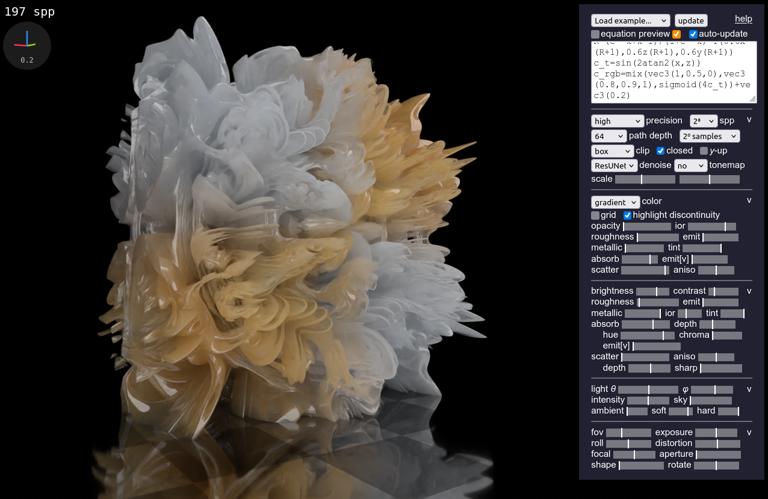 197 spp
0.2
Load example... update help
equation preview auto-update
(R+1),0.6z(R+1),0.6y(R+1))
c_t=sin(2atan2(x,z))
c_rgb=mix(vec3(1,0.5,0),vec3
(0.8,0.9,1),sigmoid(4c_t))+ve
c3(0.2)
high precision 2⁸ spp v
64 path depth 2⁰ samples
box clip closed y-up
ResUNet denoise no tonemap
scale
gradient color v
grid highlight discontinuity
opacity ior
roughness emit
metallic tint
absorb emit[v]
scatter aniso
brightness contrast v
roughness emit
metallic ior tint
absorb depth
hue chroma
emit[v]
scatter aniso
depth sharp
light θ φ v
intensity sky
ambient soft hard
fov exposure v
roll distortion
focal aperture
shape rotate